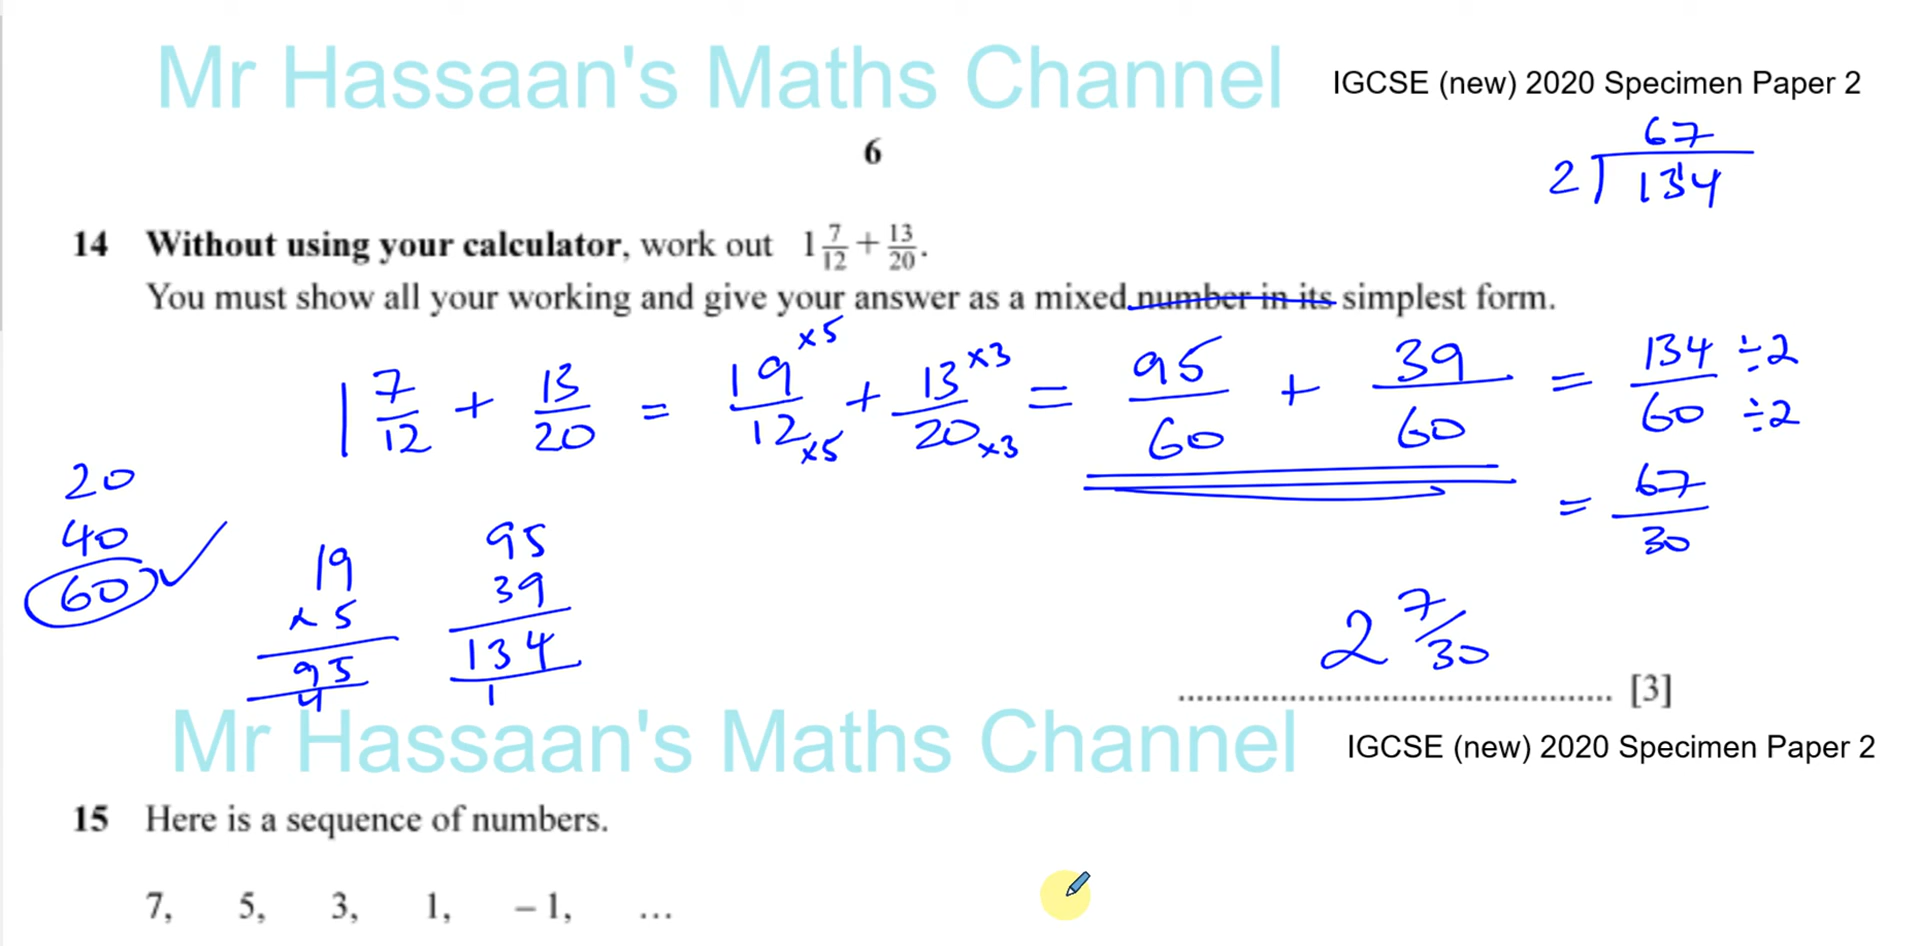 Mr Hassaan's Maths Channel
IGCSE (new) 2020 Specimen Paper 2
6
67
2 ) 134
14 Without using your calculator, work out 1 7/12 + 13/20.
You must show all your working and give your answer as a mixed number in its simplest form.
1 7/12 + 13/20 = 19×5/12×5 + 13×3/20×3 = 95/60 + 39/60 = 134÷2/60÷2
= 67/30
20
40
60
19
×5
95
4
95
39
134
1
2 7/30
[3]
Mr Hassaan's Maths Channel
IGCSE (new) 2020 Specimen Paper 2
15 Here is a sequence of numbers.
7, 5, 3, 1, –1, ...